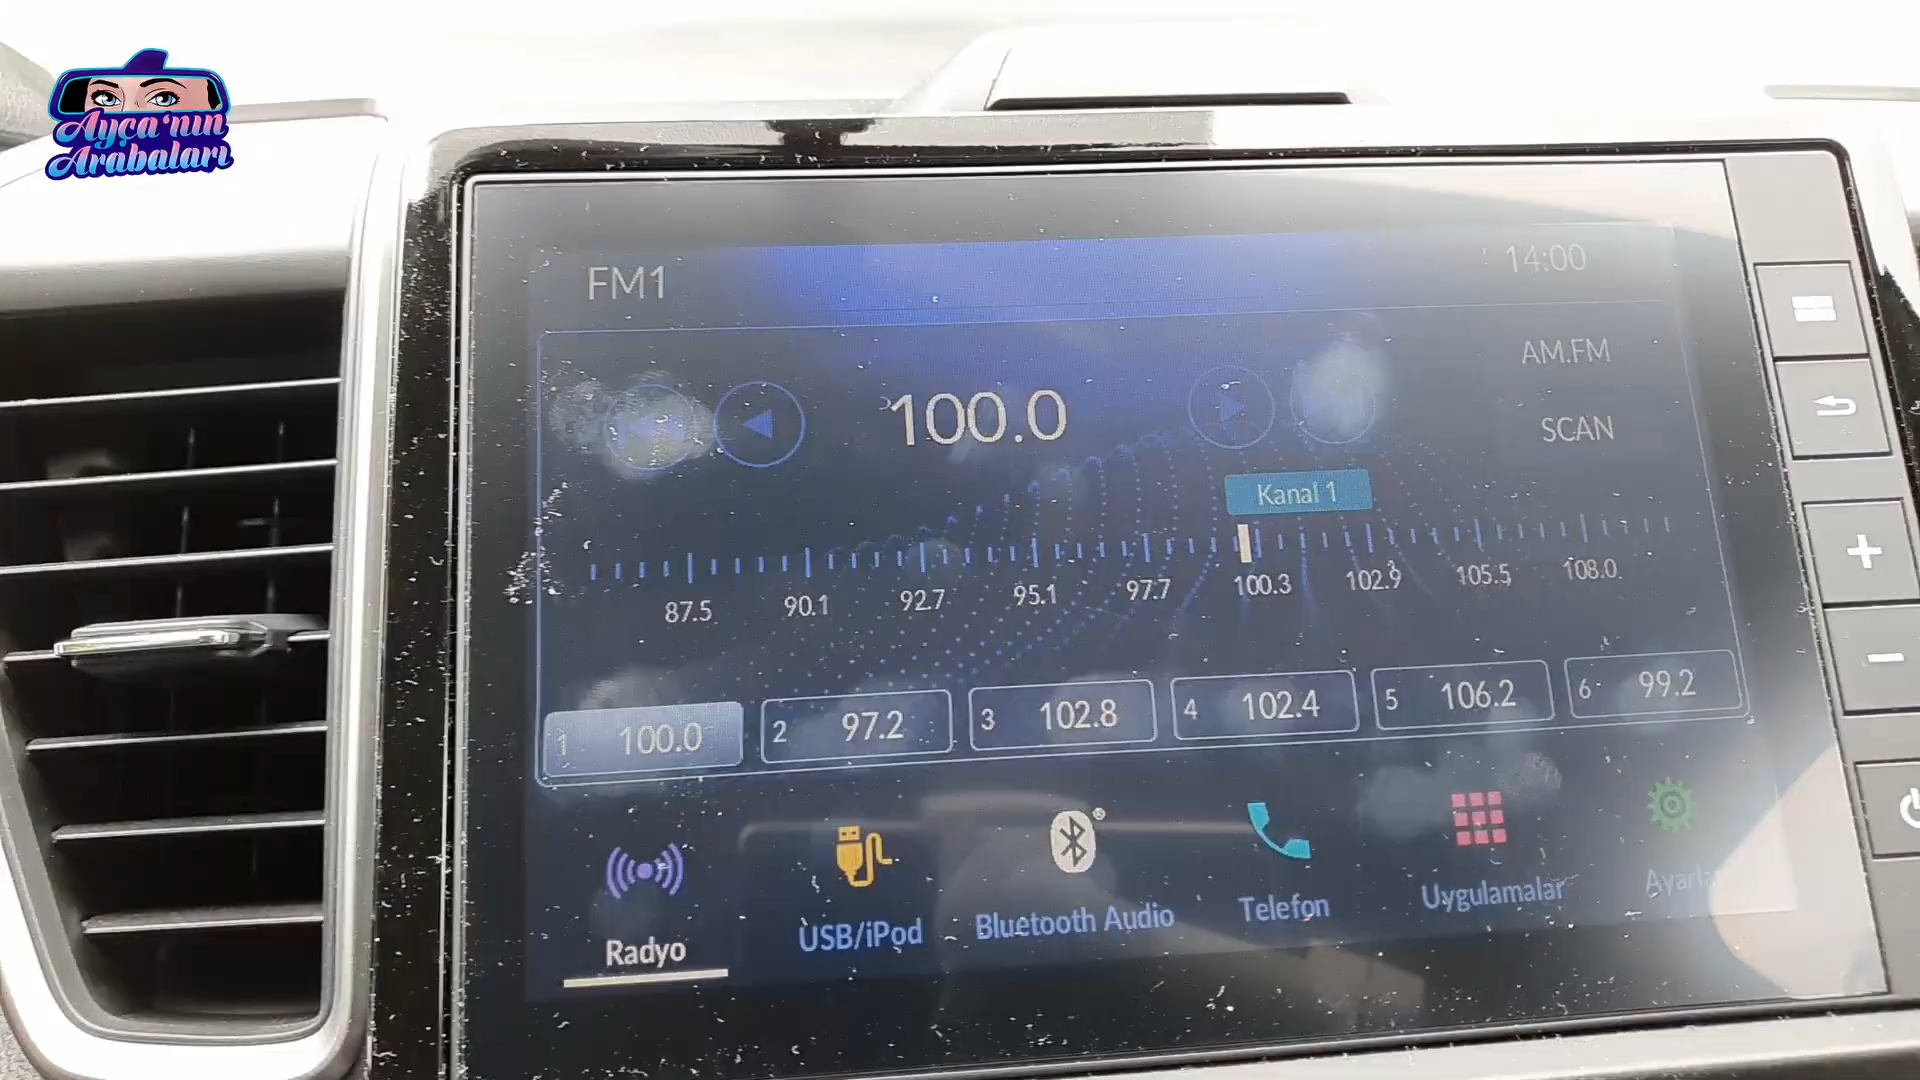 Ayça'nın
Arabaları
FM1
14:00
100.0
AM.FM
SCAN
Kanal 1
87.5 90.1 92.7 95.1 97.7 100.3 102.9 105.5 108.0
1 100.0
2 97.2
3 102.8
4 102.4
5 106.2
6 99.2
Radyo
USB/iPod
Bluetooth Audio
Telefon
Uygulamalar